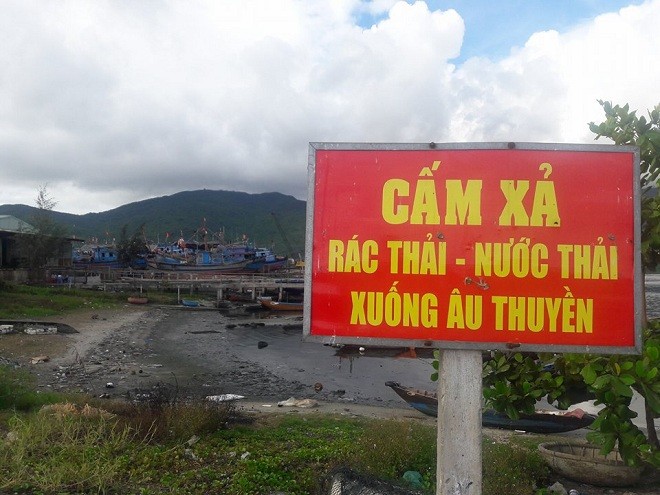 CẤM XẢ
RÁC THẢI - NƯỚC THẢI
XUỐNG ÂU THUYỀN